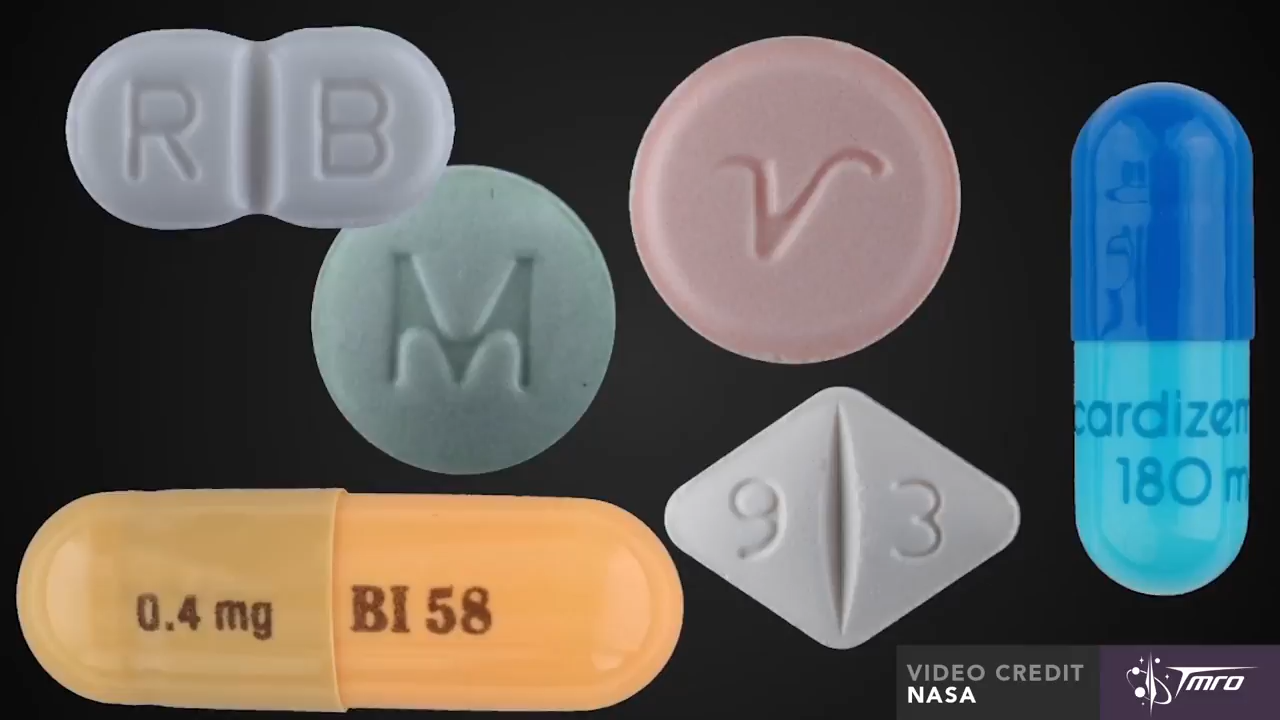 R B
M
V
cardizem
180 m
9 3
0.4 mg BI 58
VIDEO CREDIT
NASA
TMRO